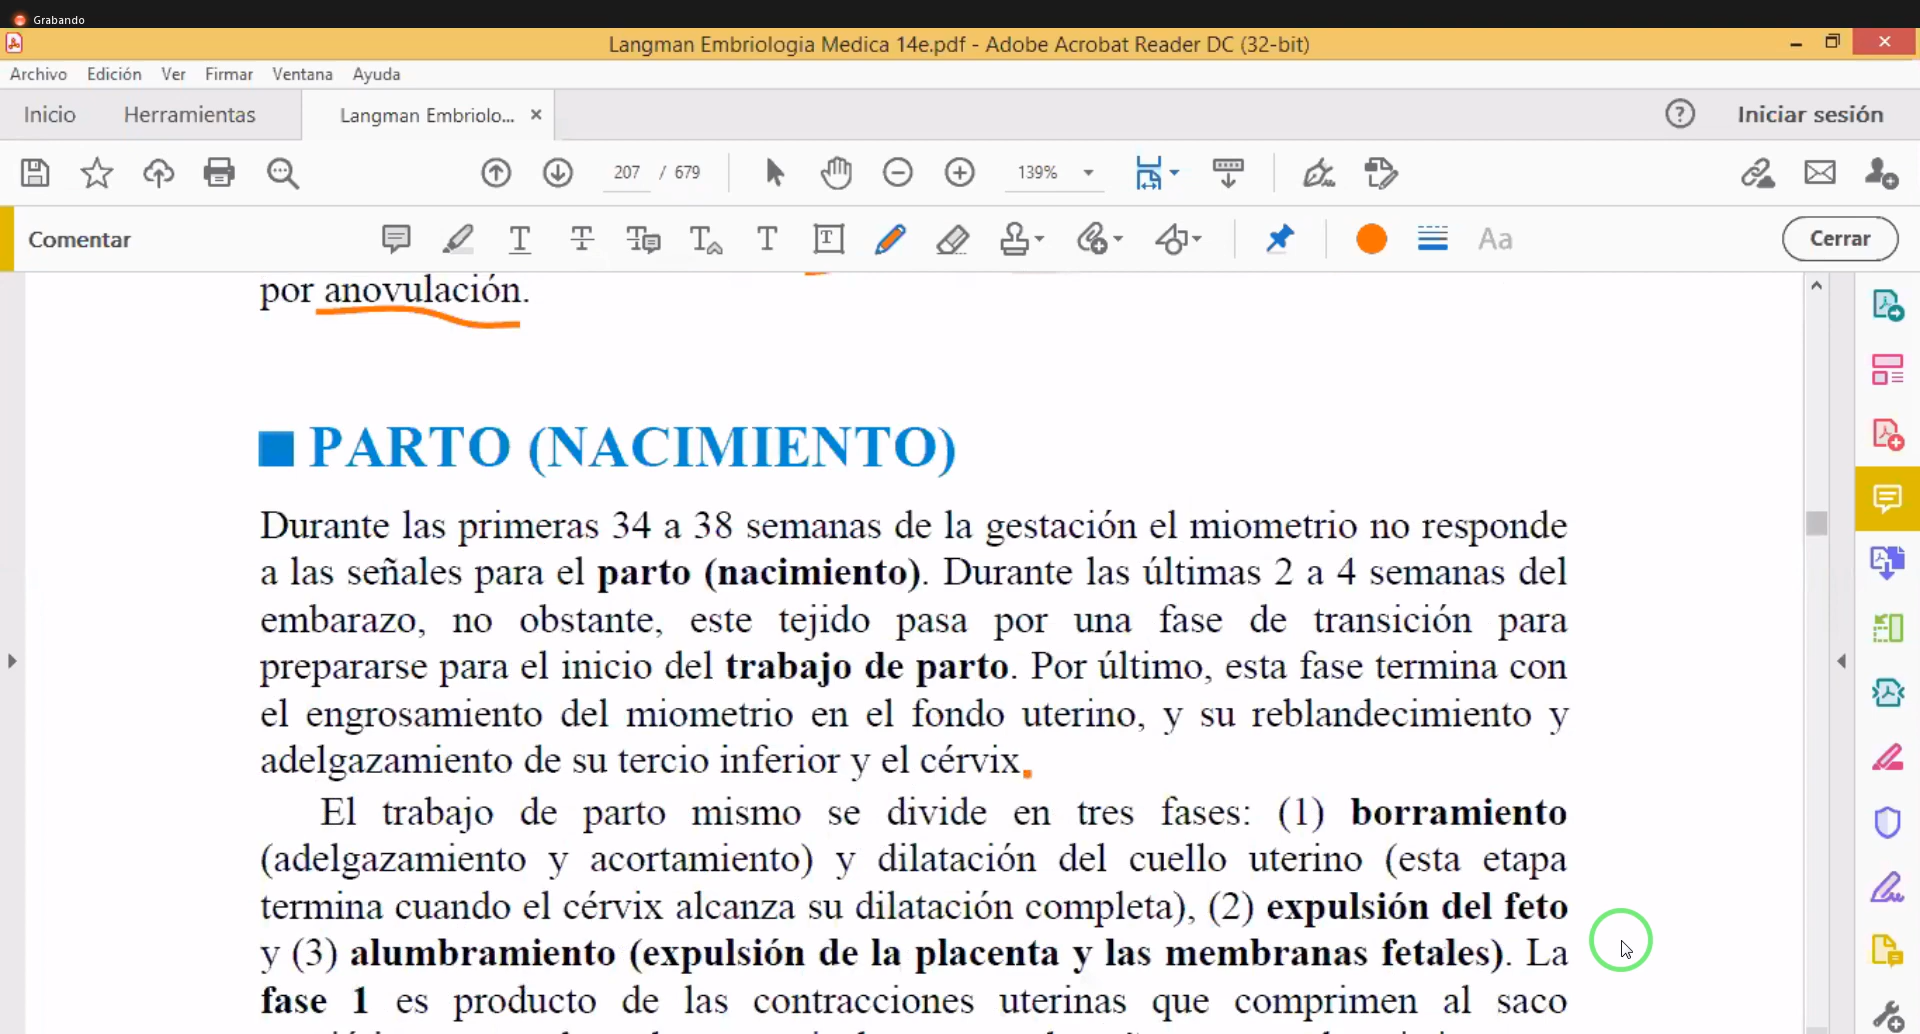 Grabando
Langman Embriologia Medica 14e.pdf - Adobe Acrobat Reader DC (32-bit)
Archivo Edición Ver Firmar Ventana Ayuda
Inicio Herramientas Langman Embriolo... Iniciar sesión
207 / 679 139%
Comentar Aa Cerrar
por anovulación.
PARTO (NACIMIENTO)
Durante las primeras 34 a 38 semanas de la gestación el miometrio no responde
a las señales para el parto (nacimiento). Durante las últimas 2 a 4 semanas del
embarazo, no obstante, este tejido pasa por una fase de transición para
prepararse para el inicio del trabajo de parto. Por último, esta fase termina con
el engrosamiento del miometrio en el fondo uterino, y su reblandecimiento y
adelgazamiento de su tercio inferior y el cérvix.
El trabajo de parto mismo se divide en tres fases: (1) borramiento
(adelgazamiento y acortamiento) y dilatación del cuello uterino (esta etapa
termina cuando el cérvix alcanza su dilatación completa), (2) expulsión del feto
y (3) alumbramiento (expulsión de la placenta y las membranas fetales). La
fase 1 es producto de las contracciones uterinas que comprimen al saco